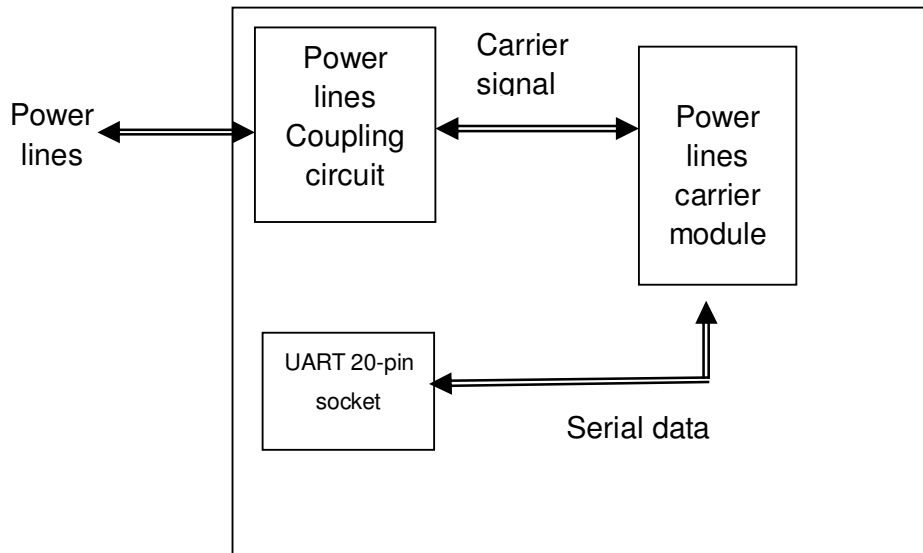 Power
lines
Power
lines
Coupling
circuit
Carrier
signal
Power
lines
carrier
module
UART 20-pin
socket
Serial data